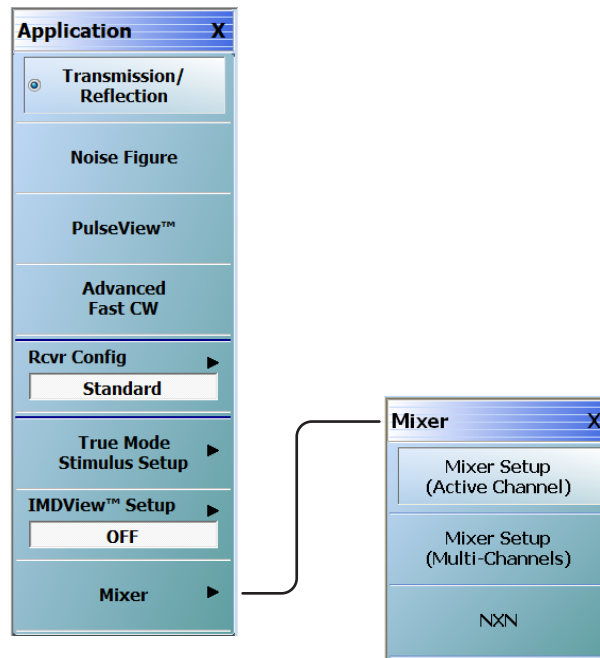 Application X
Transmission/
Reflection
Noise Figure
PulseView™
Advanced
Fast CW
Rcvr Config
Standard
True Mode
Stimulus Setup
IMDView™ Setup
OFF
Mixer
Mixer X
Mixer Setup
(Active Channel)
Mixer Setup
(Multi-Channels)
NXN